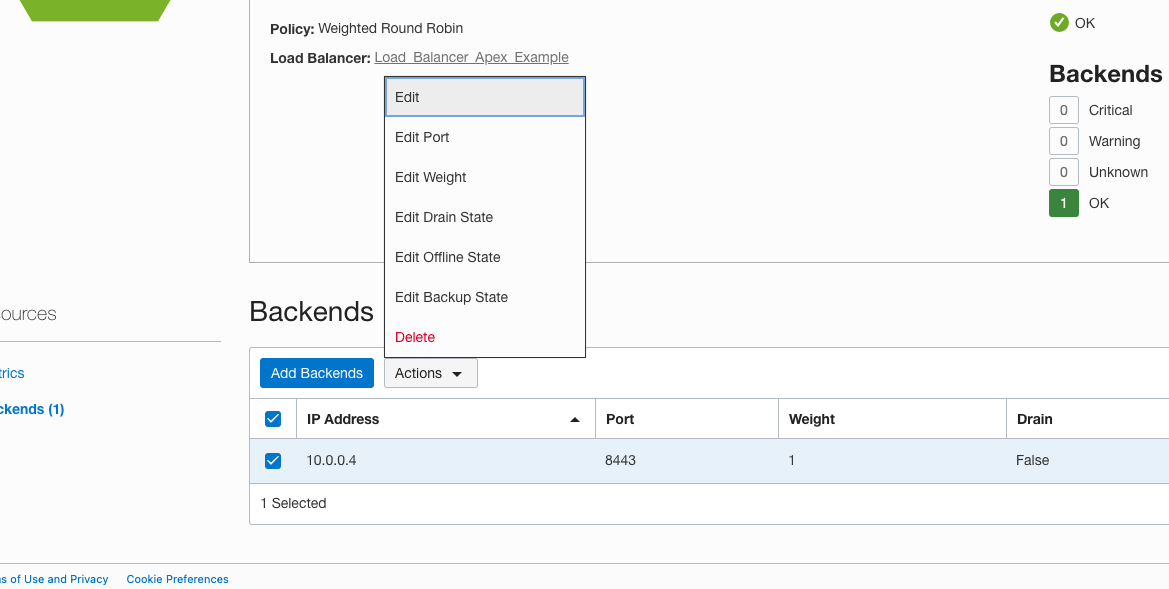 Policy: Weighted Round Robin
Load Balancer: Load_Balancer_Apex_Example
OK
Backends
0 Critical
0 Warning
0 Unknown
1 OK
Edit
Edit Port
Edit Weight
Edit Drain State
Edit Offline State
Edit Backup State
Delete
ources
trics
ckends (1)
Backends
Add Backends Actions
IP Address Port Weight Drain
10.0.0.4 8443 1 False
1 Selected
s of Use and Privacy Cookie Preferences